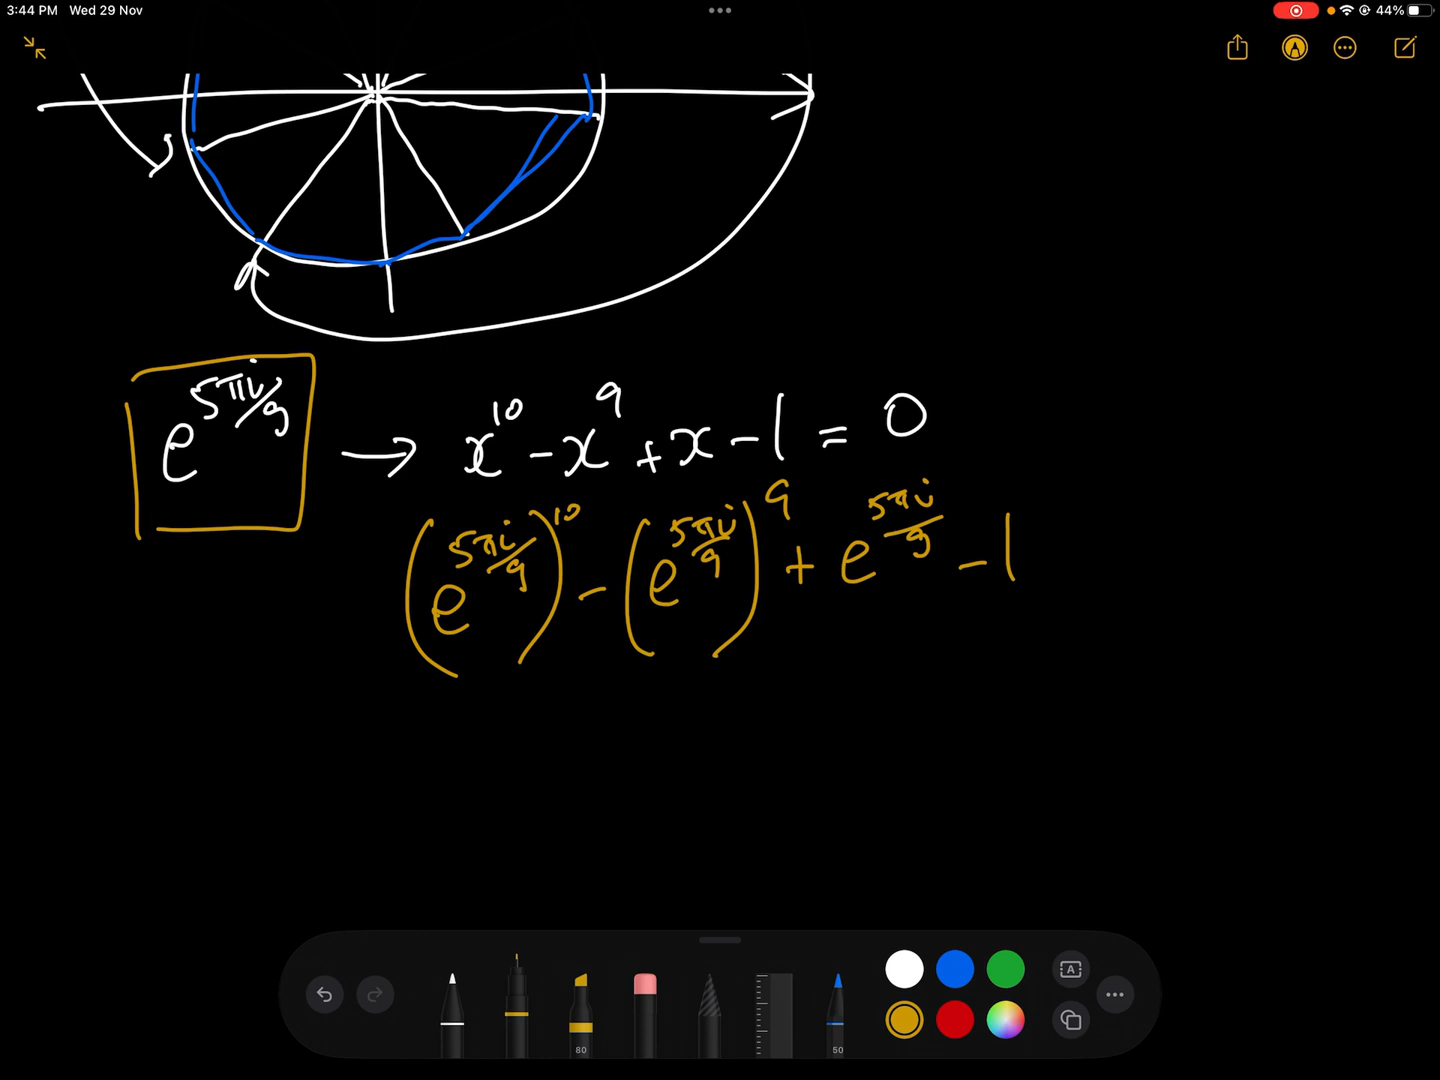 3:44 PM Wed 29 Nov 44%
e^{5πi/9} → x^{10} - x^9 + x - 1 = 0
(e^{5πi/9})^{10} - (e^{5πi/9})^9 + e^{5πi/9} - 1
A
80 50